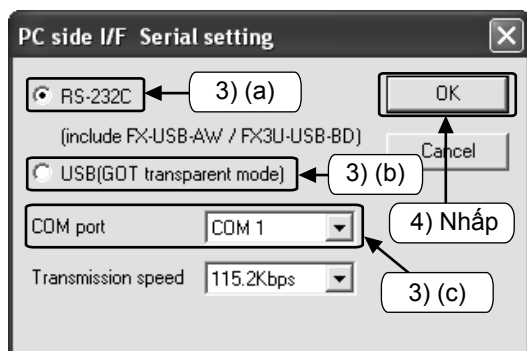 PC side I/F Serial setting
RS-232C
3) (a)
OK
(include FX-USB-AW / FX3U-USB-BD)
Cancel
USB(GOT transparent mode)
3) (b)
COM port
COM 1
4) Nhấp
Transmission speed
115.2Kbps
3) (c)